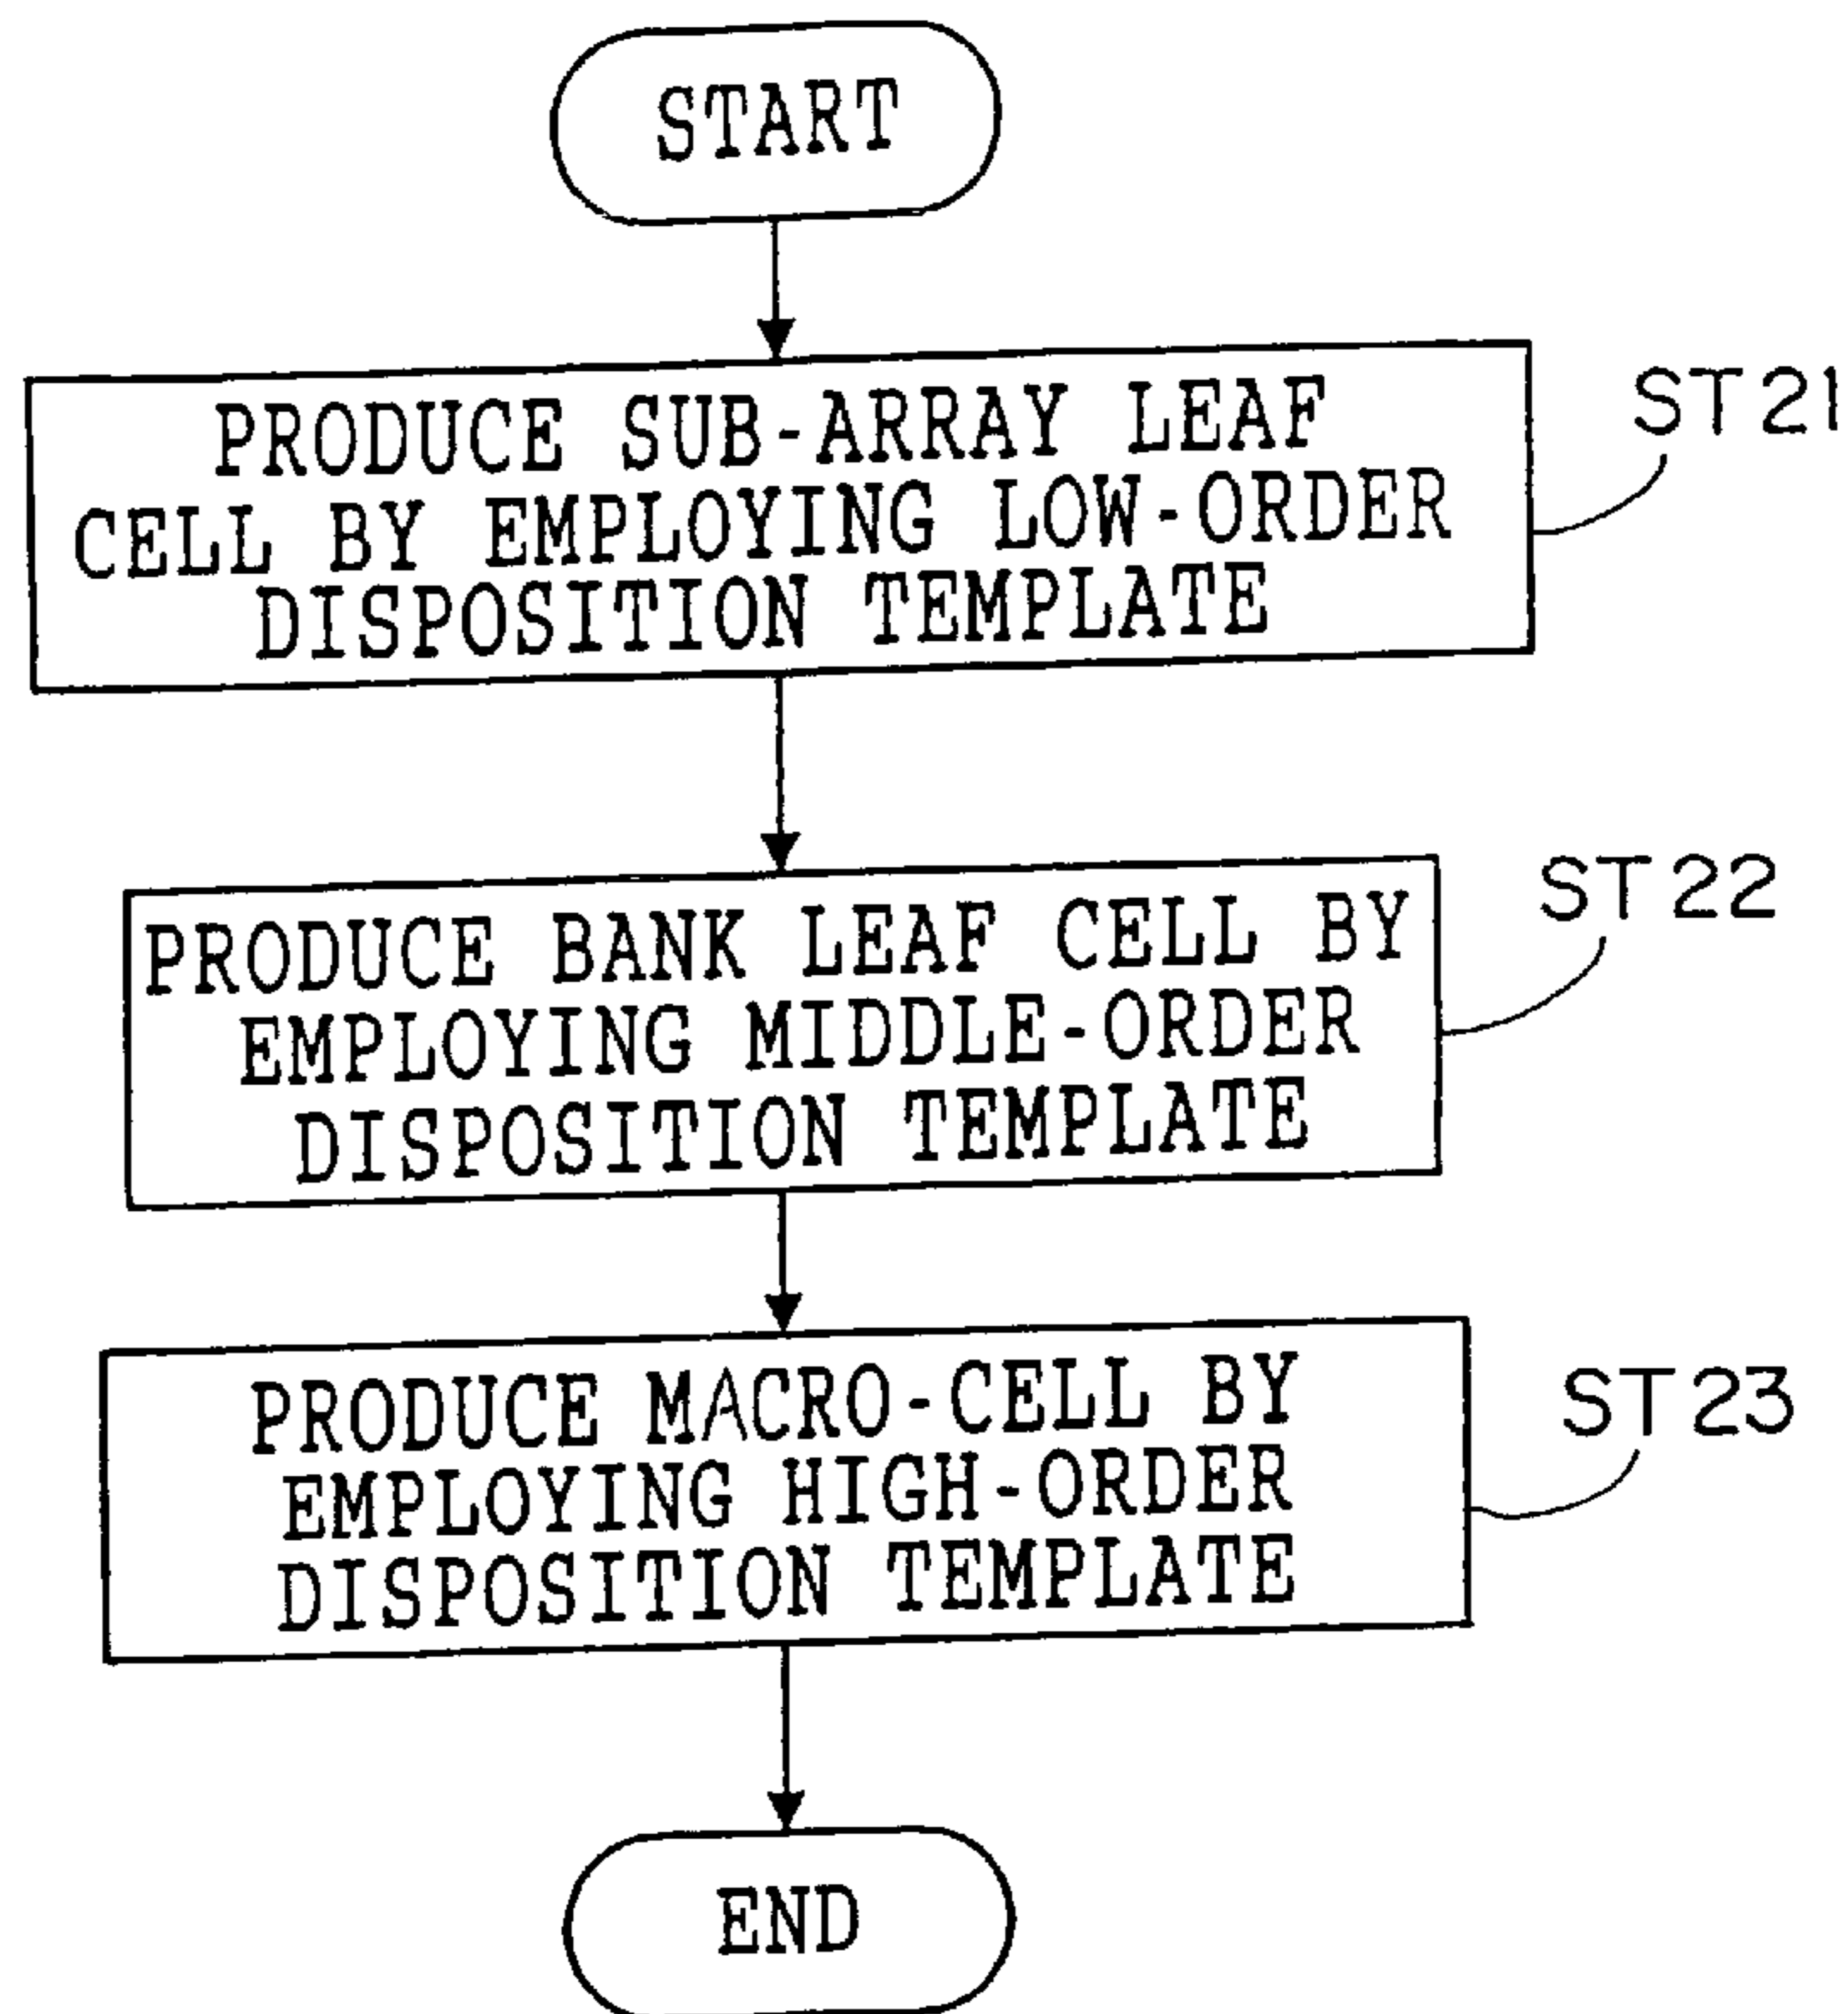 START
PRODUCE SUB-ARRAY LEAF
CELL BY EMPLOYING LOW-ORDER
DISPOSITION TEMPLATE
ST21
PRODUCE BANK LEAF CELL BY
EMPLOYING MIDDLE-ORDER
DISPOSITION TEMPLATE
ST22
PRODUCE MACRO-CELL BY
EMPLOYING HIGH-ORDER
DISPOSITION TEMPLATE
ST23
END